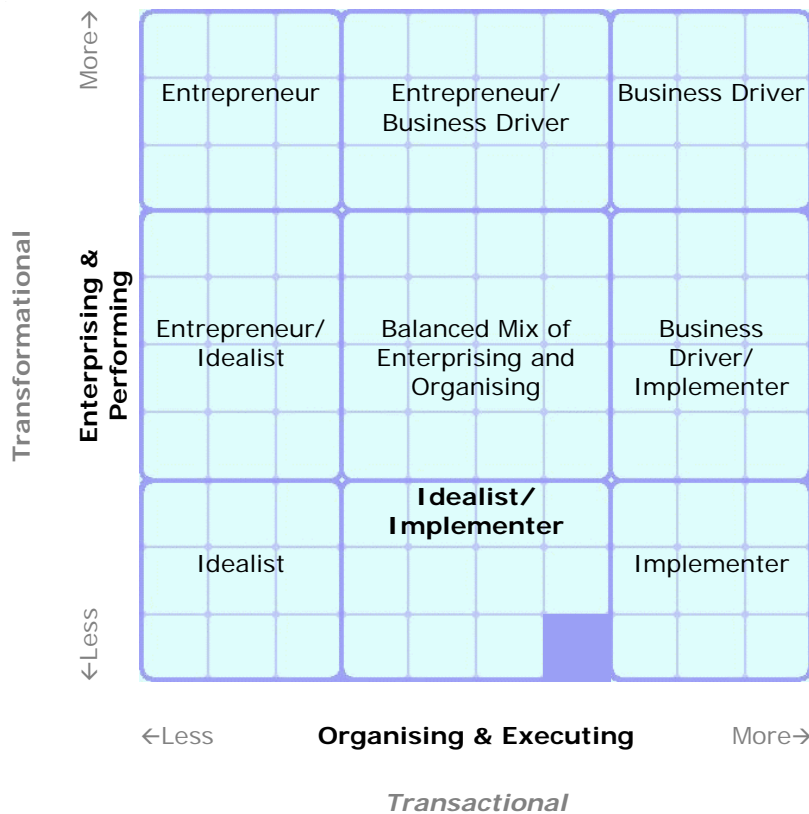 More→
Entrepreneur
Entrepreneur/
Business Driver
Business Driver
Transformational
Enterprising &
Performing
Entrepreneur/
Idealist
Balanced Mix of
Enterprising and
Organising
Business
Driver/
Implementer
Idealist/
Implementer
Idealist
Implementer
←Less
←Less
Organising & Executing
More→
Transactional